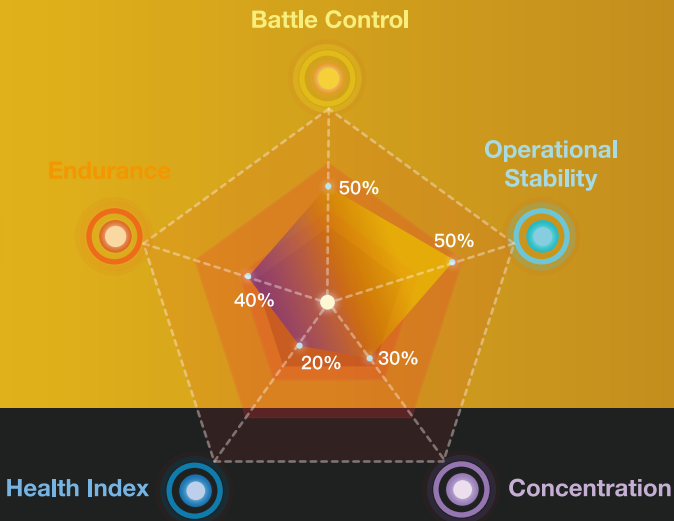 Battle Control
Operational
Stability
Endurance
50%
50%
40%
20%
30%
Health Index
Concentration